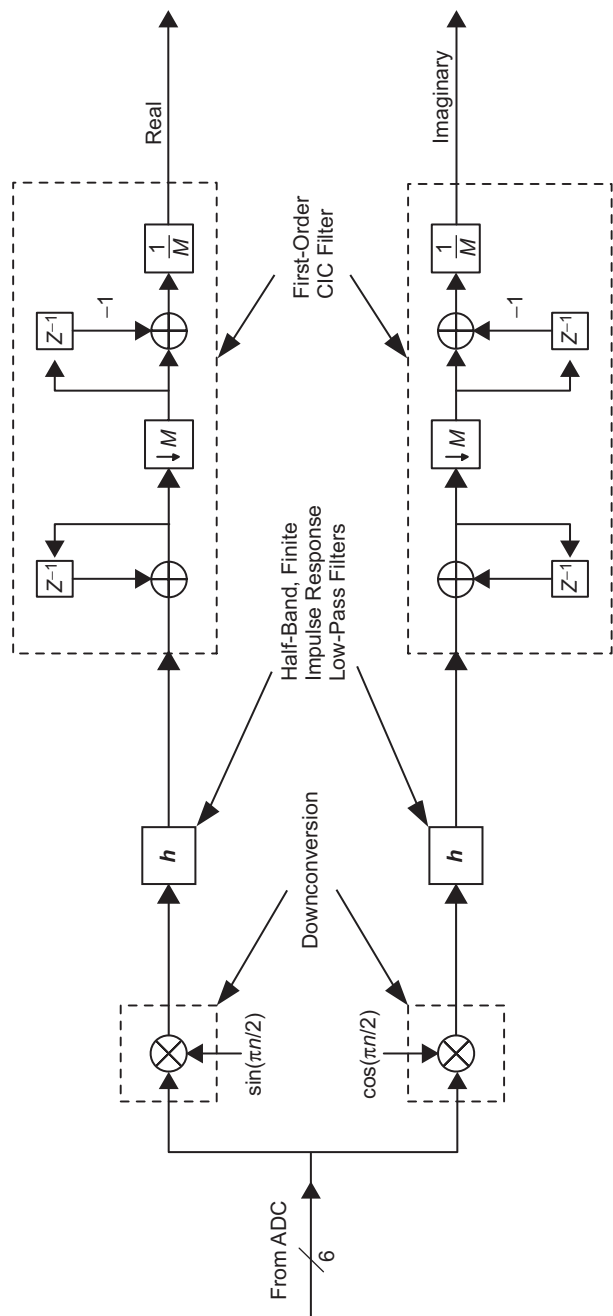 From ADC
6
sin(πn/2)
cos(πn/2)
Downconversion
h
h
Half-Band, Finite
Impulse Response
Low-Pass Filters
Z⁻¹
↓M
Z⁻¹
−1
1
M
Real
Z⁻¹
↓M
Z⁻¹
−1
1
M
Imaginary
First-Order
CIC Filter